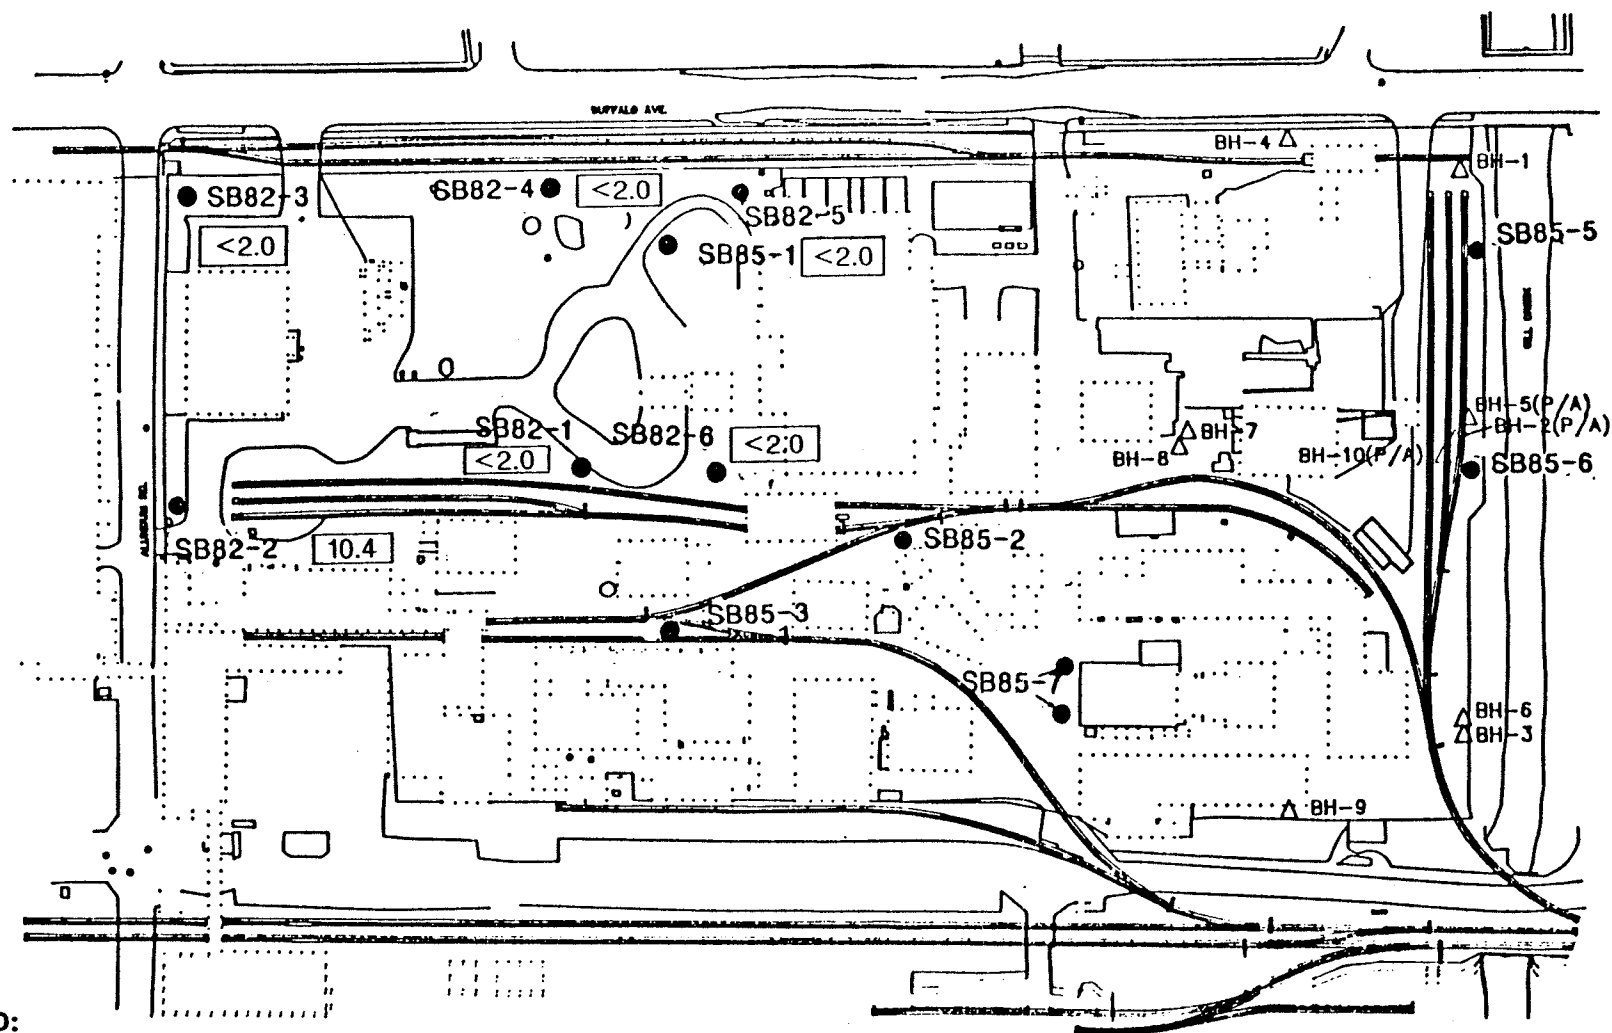 BUFFALO AVE.
BH-4
BH-1
SB82-3
SB82-4
<2.0
SB82-5
<2.0
SB85-1
<2.0
SB85-5
GILL CREEK
BH-5(P/A)
BH-2(P/A)
SB82-1
SB82-6
<2.0
<2.0
BH-7
BH-8
BH-10(P/A)
SB85-6
SB82-2
10.4
SB85-2
SB85-3
SB85-
BH-6
BH-3
BH-9
D: